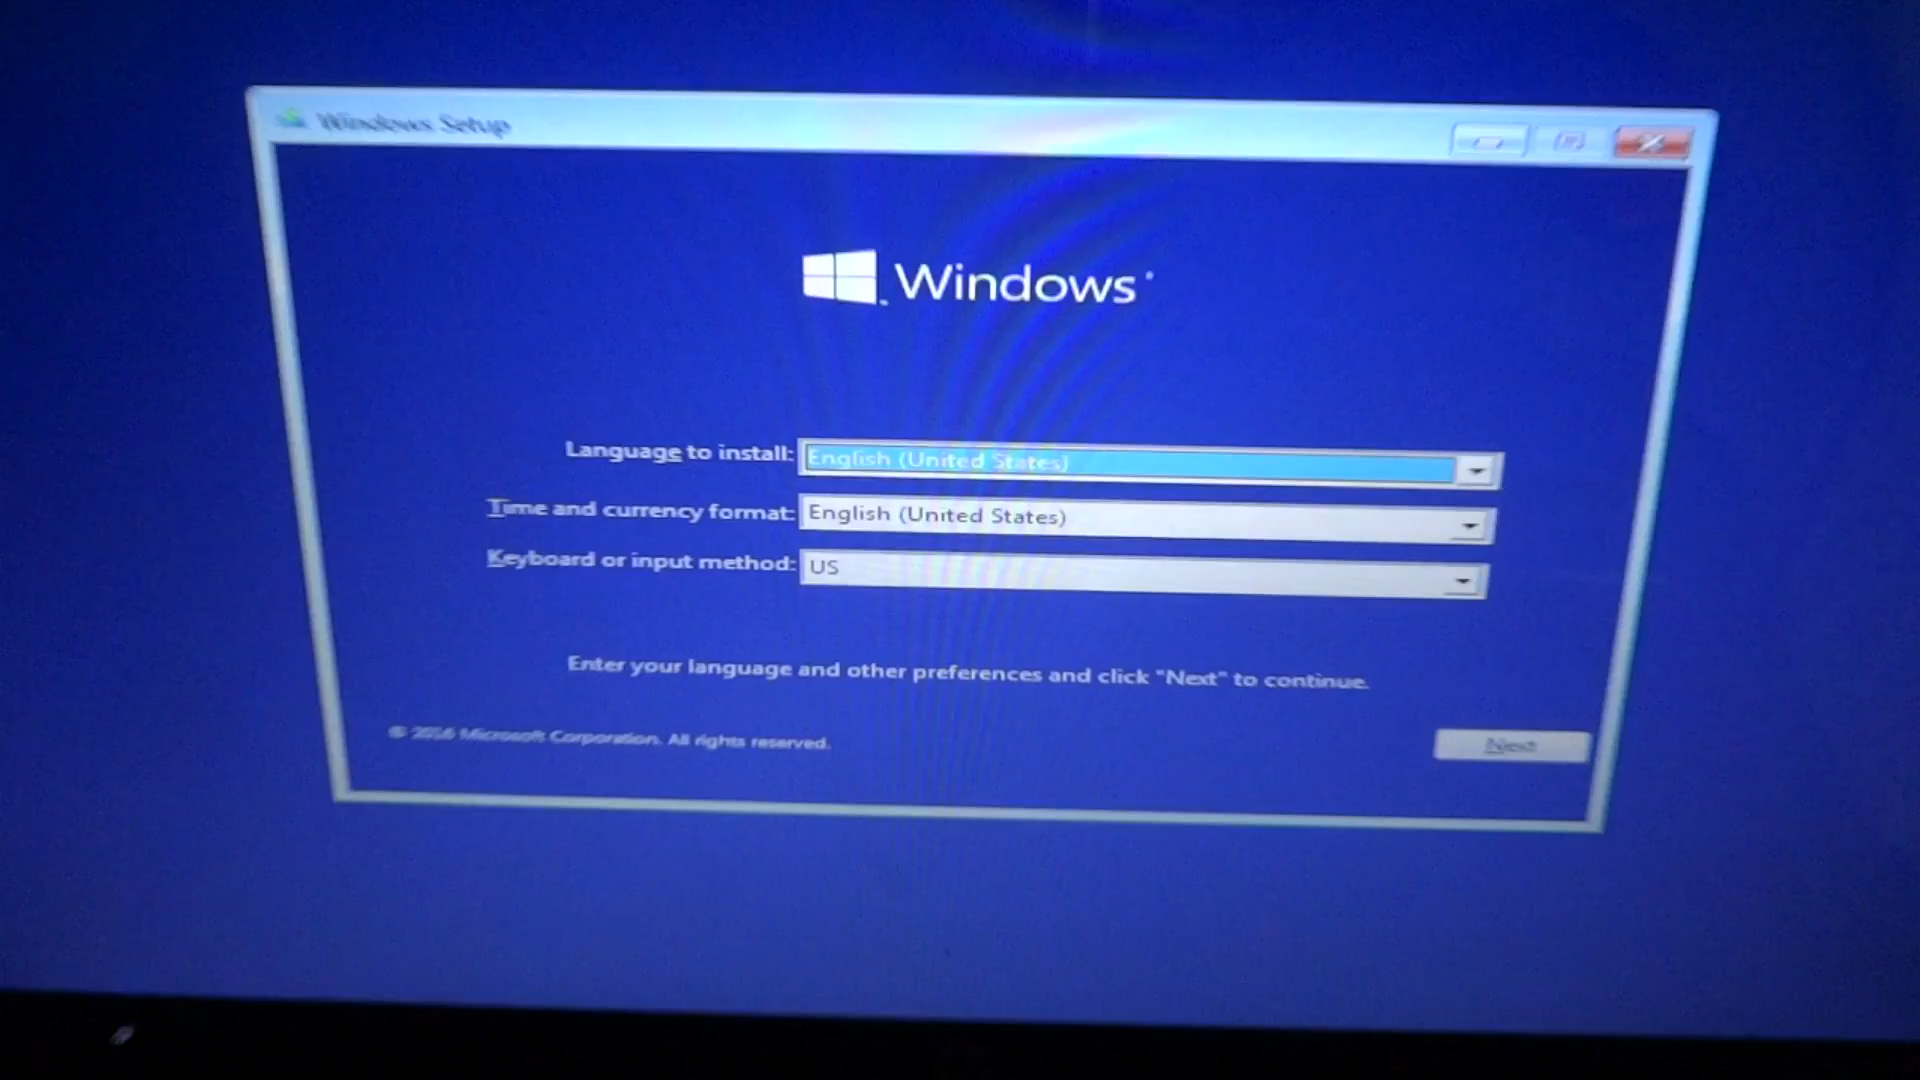 Windows Setup
Windows
Language to install: English (United States)
Time and currency format: English (United States)
Keyboard or input method: US
Enter your language and other preferences and click "Next" to continue.
© 2016 Microsoft Corporation. All rights reserved.
Next